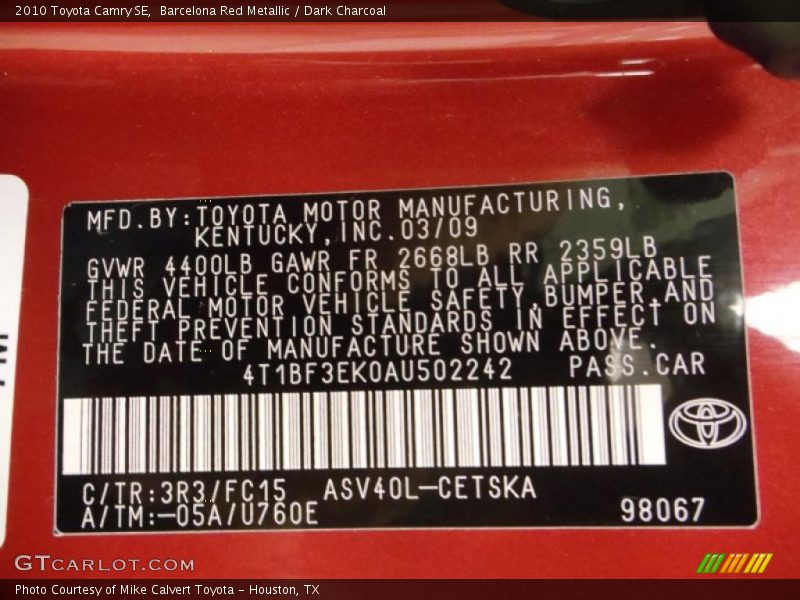 2010 Toyota Camry SE,  Barcelona Red Metallic / Dark Charcoal
MFD.BY:TOYOTA MOTOR MANUFACTURING,
KENTUCKY,INC.03/09
GVWR 4400LB GAWR FR 2668LB RR 2359LB
THIS VEHICLE CONFORMS TO ALL APPLICABLE
FEDERAL MOTOR VEHICLE SAFETY,BUMPER,AND
THEFT PREVENTION STANDARDS IN EFFECT ON
THE DATE OF MANUFACTURE SHOWN ABOVE.
4T1BF3EK0AU502242 PASS.CAR
C/TR:3R3/FC15 ASV40L-CETSKA
A/TM:-05A/U760E 98067
GTCARLOT.COM
Photo Courtesy of Mike Calvert Toyota - Houston, TX